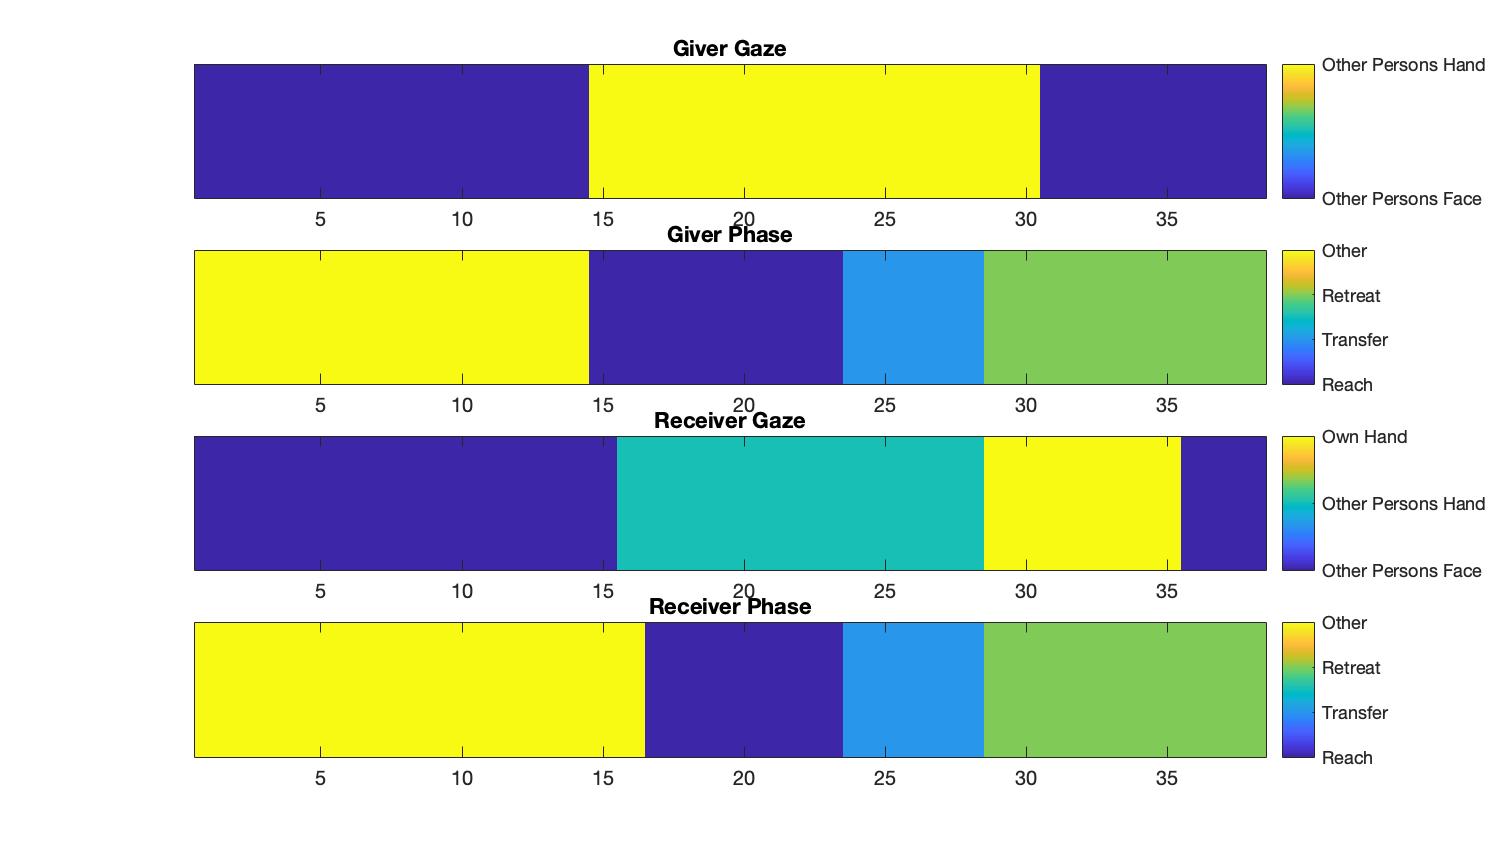 Giver Gaze
Other Persons Hand
Other Persons Face
5 10 15 20 25 30 35
Giver Phase
Other
Retreat
Transfer
Reach
5 10 15 20 25 30 35
Receiver Gaze
Own Hand
Other Persons Hand
Other Persons Face
5 10 15 20 25 30 35
Receiver Phase
Other
Retreat
Transfer
Reach
5 10 15 20 25 30 35